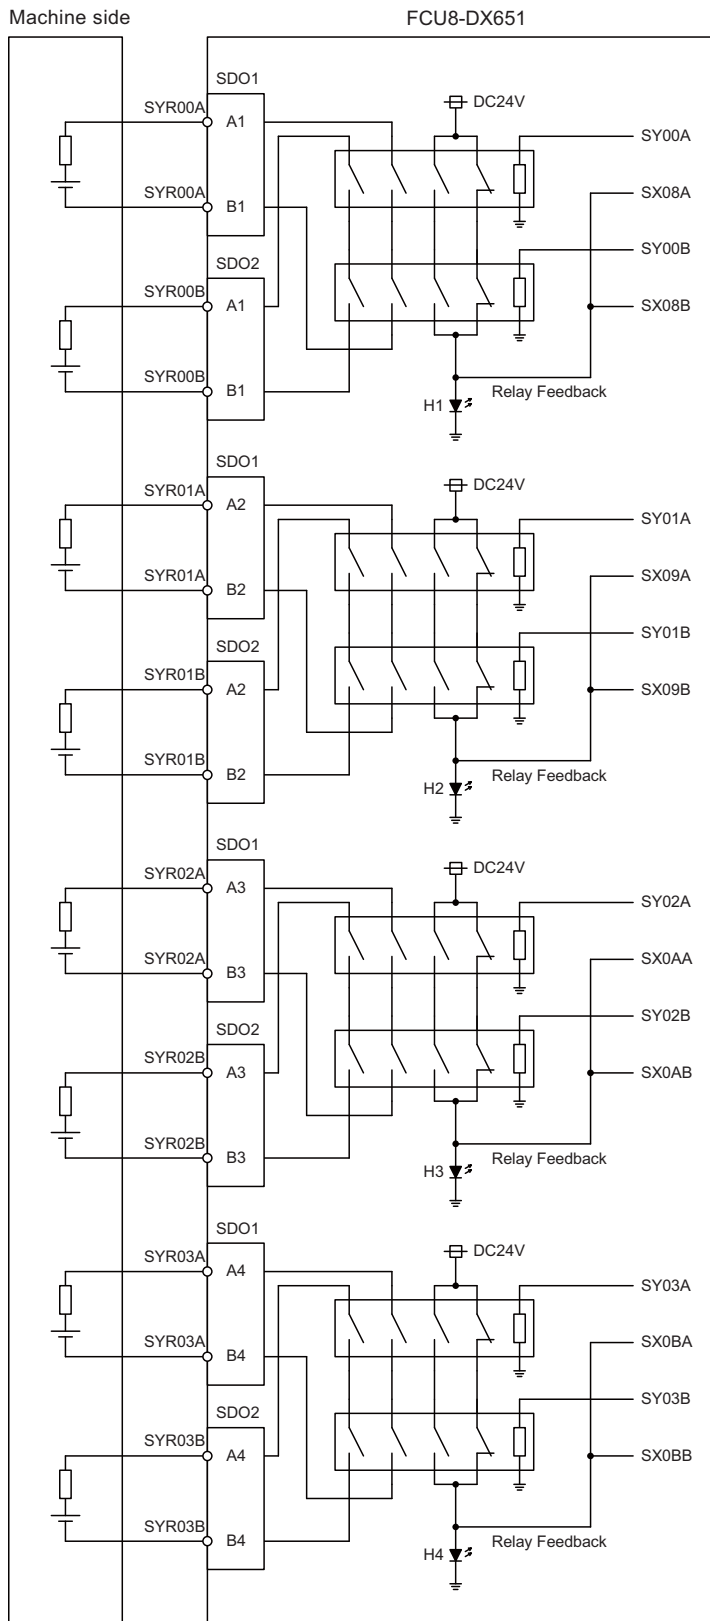 Machine side
FCU8-DX651
SDO1
SYR00A
A1
DC24V
SY00A
SX08A
SYR00A
B1
SY00B
SDO2
SYR00B
A1
SX08B
SYR00B
B1
Relay Feedback
H1
SDO1
SYR01A
A2
DC24V
SY01A
SX09A
SYR01A
B2
SY01B
SDO2
SYR01B
A2
SX09B
SYR01B
B2
Relay Feedback
H2
SDO1
SYR02A
A3
DC24V
SY02A
SX0AA
SYR02A
B3
SY02B
SDO2
SYR02B
A3
SX0AB
SYR02B
B3
Relay Feedback
H3
SDO1
SYR03A
A4
DC24V
SY03A
SX0BA
SYR03A
B4
SY03B
SDO2
SYR03B
A4
SX0BB
SYR03B
B4
Relay Feedback
H4